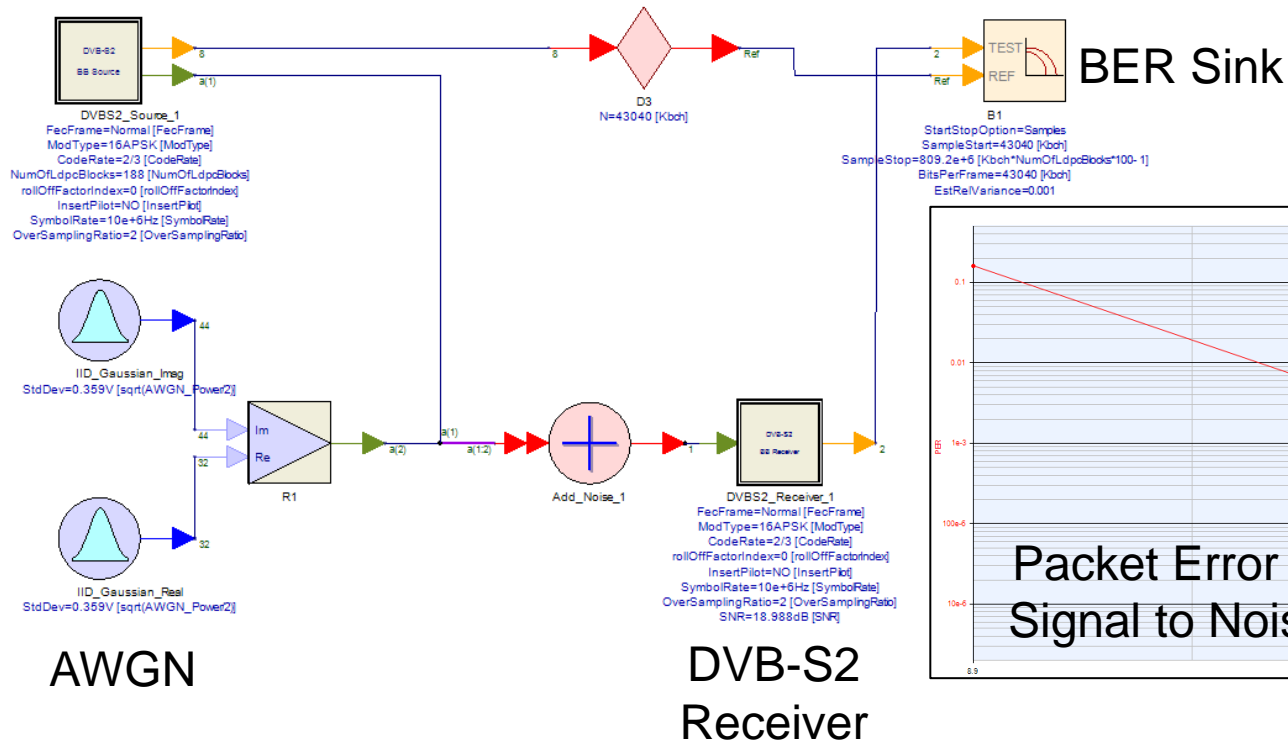 DVB-S2
BB Source
8
a(1)
DVBS2_Source_1
FecFrame=Normal [FecFrame]
ModType=16APSK [ModType]
CodeRate=2/3 [CodeRate]
NumOfLdpcBlocks=188 [NumOfLdpcBlocks]
rollOffFactorIndex=0 [rollOffFactorIndex]
InsertPilot=NO [InsertPilot]
SymbolRate=10e+6Hz [SymbolRate]
OverSamplingRatio=2 [OverSamplingRatio]
8
Ref
D3
N=43040 [Kbch]
2
Ref
TEST
REF
BER Sink
B1
StartStopOption=Samples
SampleStart=43040 [Kbch]
SampleStop=809.2e+6 [Kbch*NumOfLdpcBlocks*100-1]
BitsPerFrame=43040 [Kbch]
EstRelVariance=0.001
44
IID_Gaussian_Imag
StdDev=0.359V [sqrt(AWGN_Power/2)]
44
32
Im
Re
R1
a(2)
a(1)
a(1:2)
Add_Noise_1
1
DVB-S2
BB Receiver
2
DVBS2_Receiver_1
FecFrame=Normal [FecFrame]
ModType=16APSK [ModType]
CodeRate=2/3 [CodeRate]
rollOffFactorIndex=0 [rollOffFactorIndex]
InsertPilot=NO [InsertPilot]
SymbolRate=10e+6Hz [SymbolRate]
OverSamplingRatio=2 [OverSamplingRatio]
SNR=18.988dB [SNR]
32
IID_Gaussian_Real
StdDev=0.359V [sqrt(AWGN_Power/2)]
AWGN
DVB-S2
Receiver
0.1
0.01
PER
1e-3
100e-6
10e-6
8.9
Packet Error
Signal to Nois